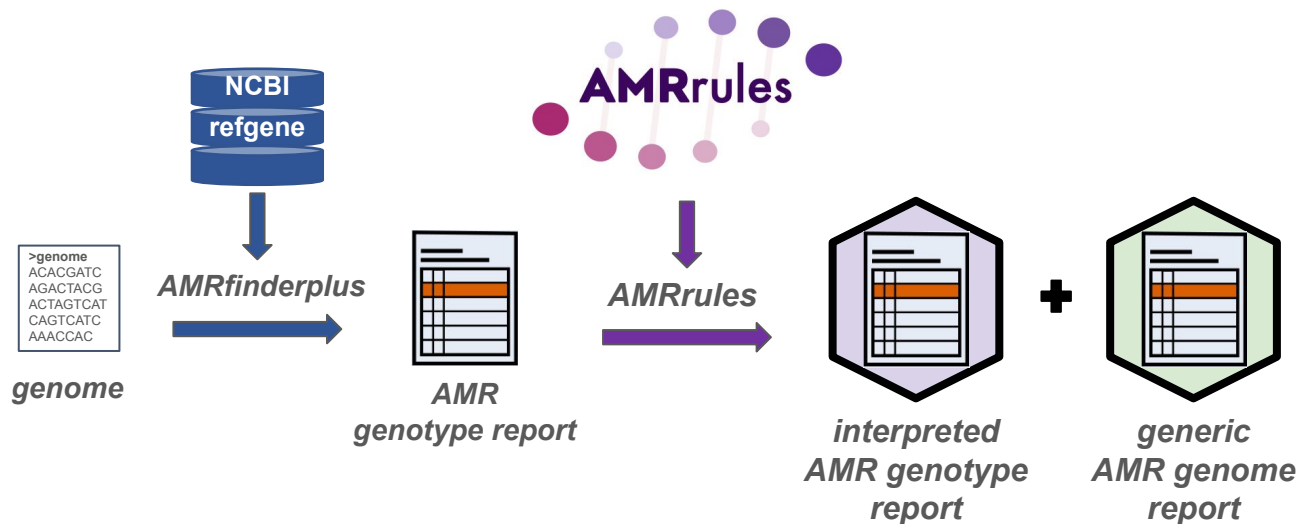 NCBI
refgene
AMRrules
>genome
ACACGATC
AGACTACG
ACTAGTCAT
CAGTCATC
AAACCAC
genome
AMRfinderplus
AMR
genotype report
AMRrules
interpreted
AMR genotype
report
generic
AMR genome
report